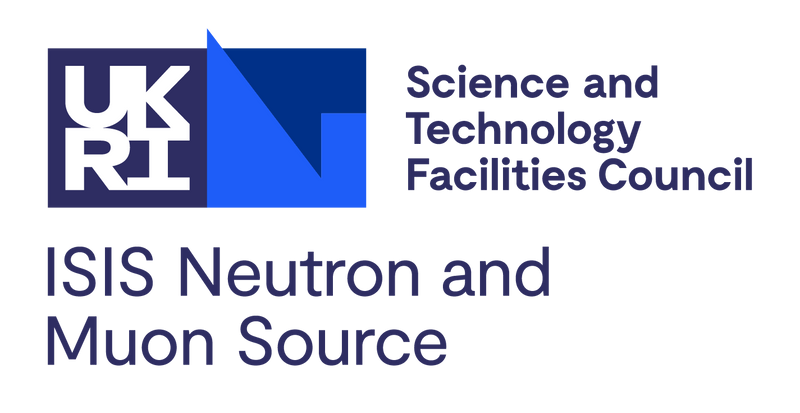 UK
RI
Science and
Technology
Facilities Council
ISIS Neutron and
Muon Source